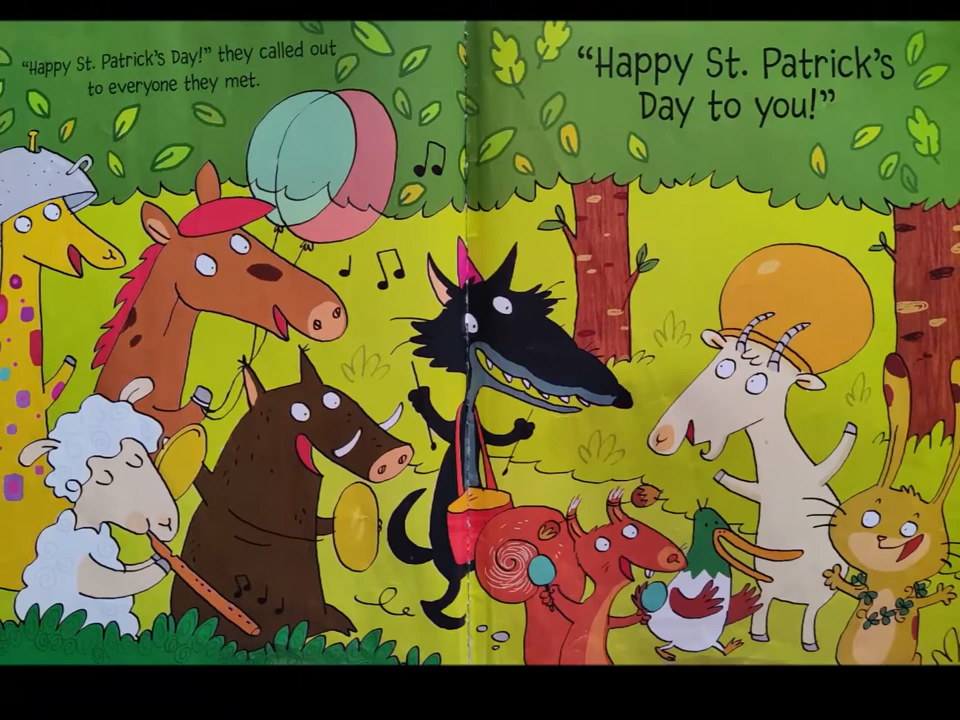 “Happy St. Patrick's Day!” they called out
to everyone they met.
“Happy St. Patrick's
Day to you!”